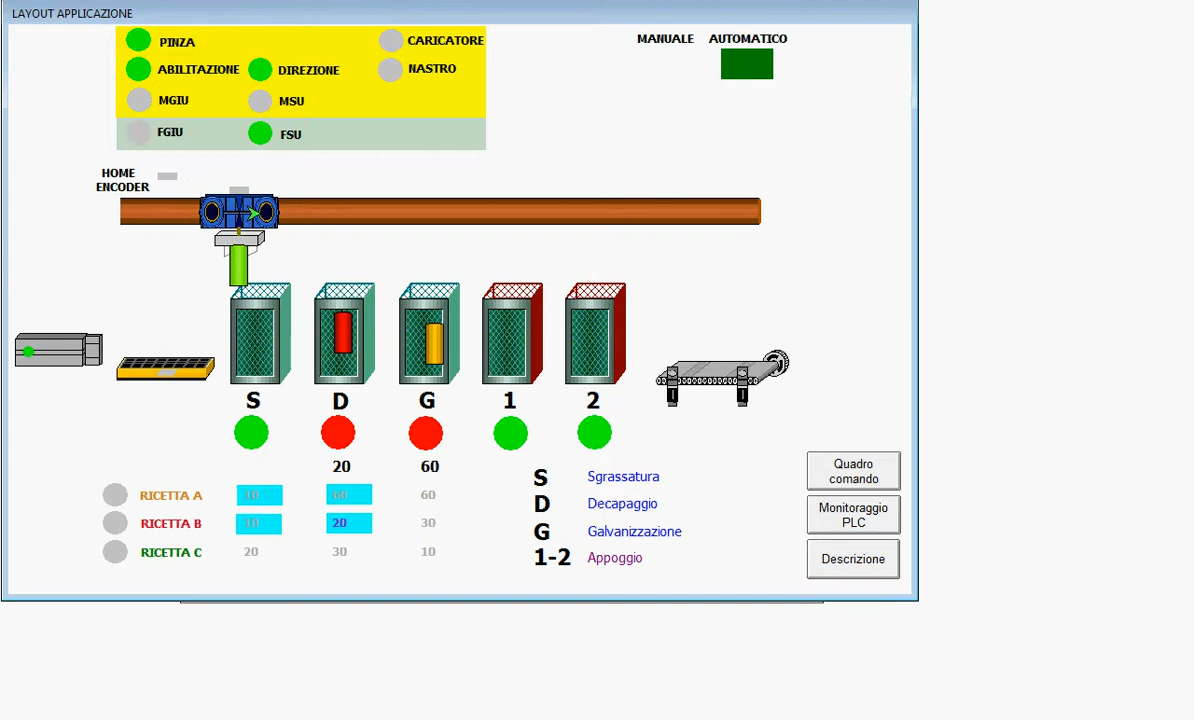 LAYOUT APPLICAZIONE
PINZA CARICATORE MANUALE AUTOMATICO
ABILITAZIONE DIREZIONE NASTRO
MGIU MSU
FGIU FSU
HOME
ENCODER
S D G 1 2
20 60
S Sgrassatura
D Decapaggio
G Galvanizzazione
1-2 Appoggio
RICETTA A 10 60 60
RICETTA B 10 20 30
RICETTA C 20 30 10
Quadro
comando
Monitoraggio
PLC
Descrizione